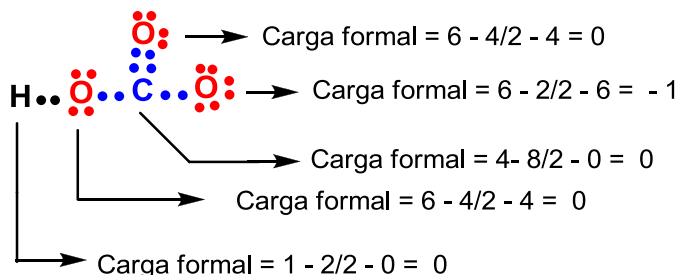 O Carga formal = 6 - 4/2 - 4 = 0
H O C O Carga formal = 6 - 2/2 - 6 = - 1
Carga formal = 4- 8/2 - 0 = 0
Carga formal = 6 - 4/2 - 4 = 0
Carga formal = 1 - 2/2 - 0 = 0